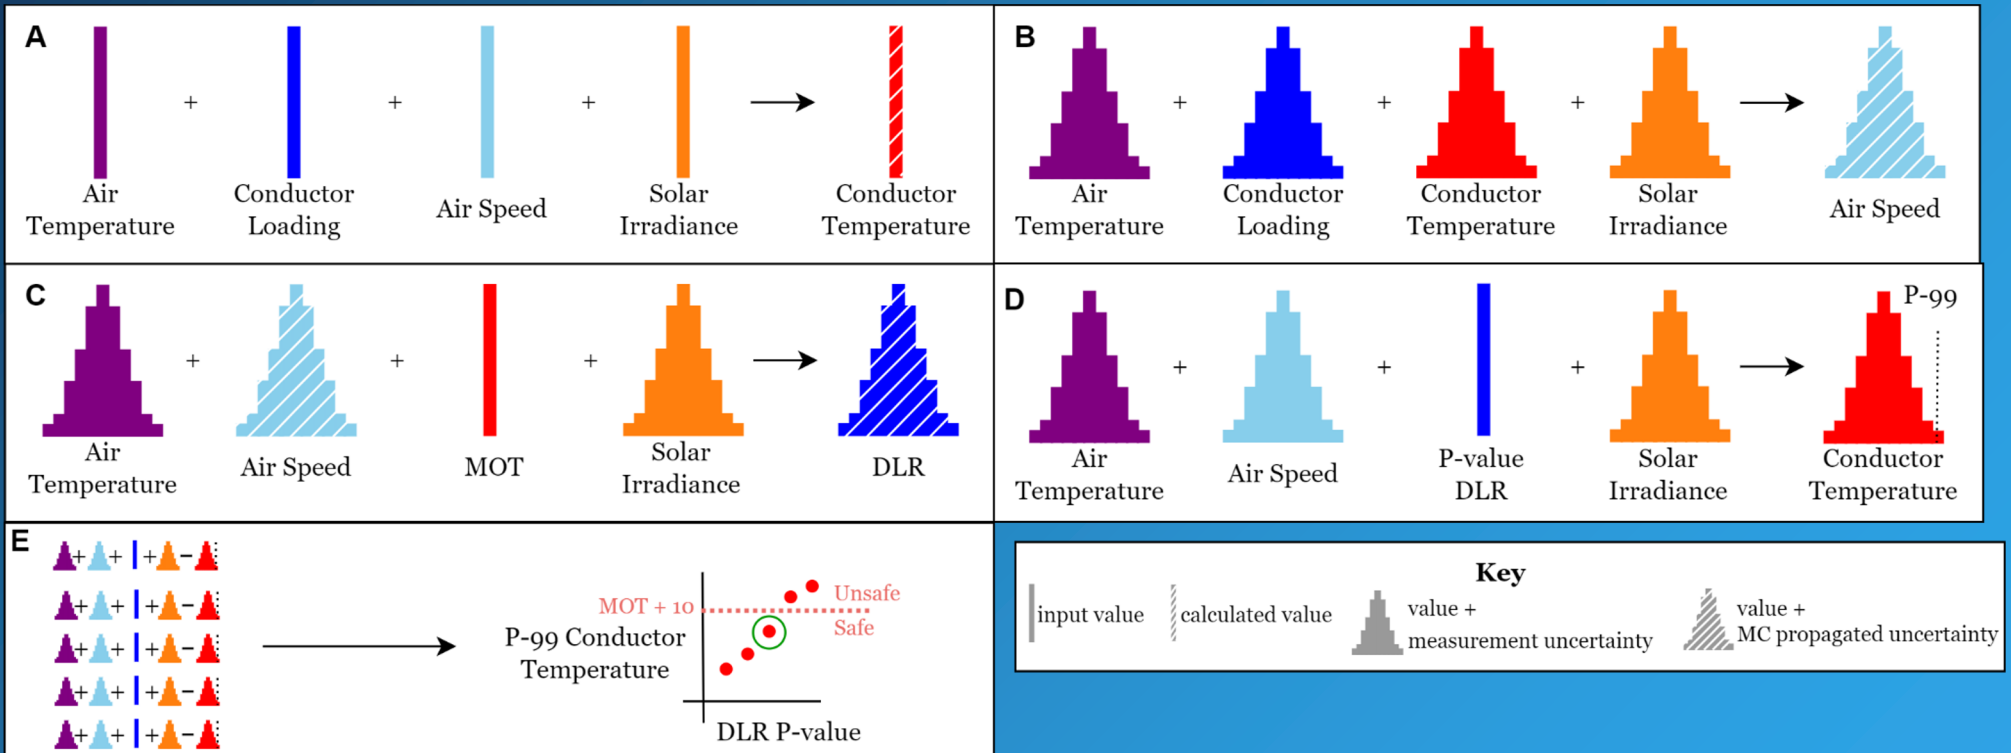 A
+
+
+
Air
Temperature
Conductor
Loading
Air Speed
Solar
Irradiance
Conductor
Temperature
B
+
+
+
Air
Temperature
Conductor
Loading
Conductor
Temperature
Solar
Irradiance
Air Speed
C
+
+
+
Air
Temperature
Air Speed
MOT
Solar
Irradiance
DLR
D
P-99
+
+
+
Air
Temperature
Air Speed
P-value
DLR
Solar
Irradiance
Conductor
Temperature
E
+ + + −
+ + + −
+ + + −
+ + + −
+ + + −
MOT + 10
Unsafe
Safe
P-99 Conductor
Temperature
DLR P-value
Key
input value
calculated value
value +
measurement uncertainty
value +
MC propagated uncertainty